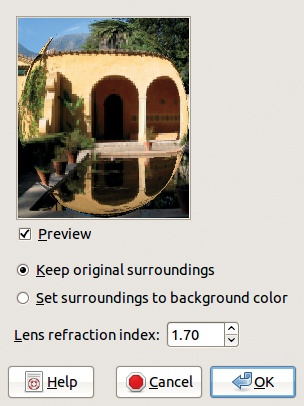 Preview
Keep original surroundings
Set surroundings to background color
Lens refraction index: 1.70
Help Cancel OK